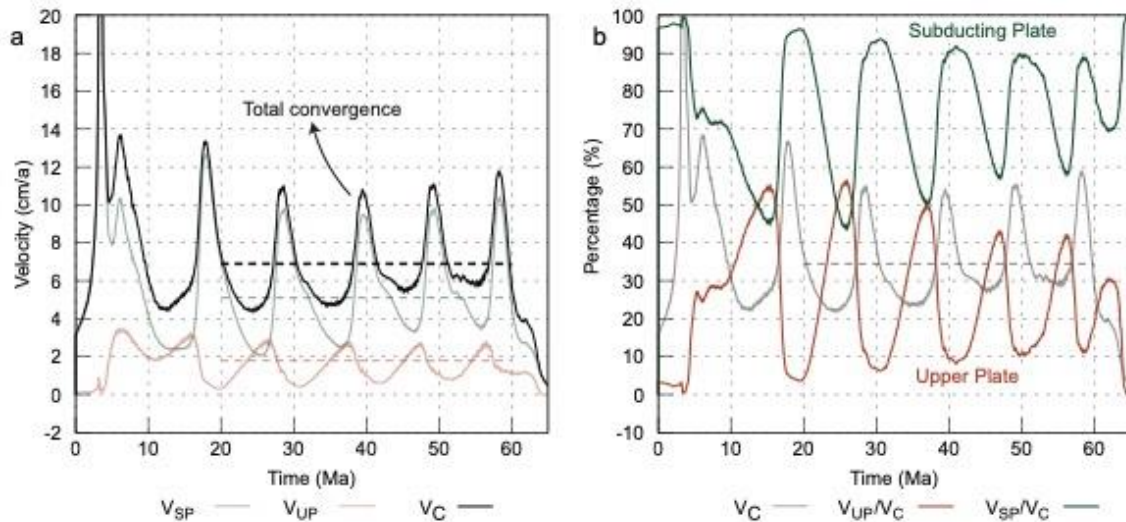 a
20
18
16
14
12
10
8
6
4
2
0
-2
Velocity (cm/a)
Total convergence
0 10 20 30 40 50 60
Time (Ma)
VSP VUP VC
b
100
90
80
70
60
50
40
30
20
10
0
-10
Percentage (%)
Subducting Plate
Upper Plate
0 10 20 30 40 50 60
Time (Ma)
VC VUP/VC VSP/VC